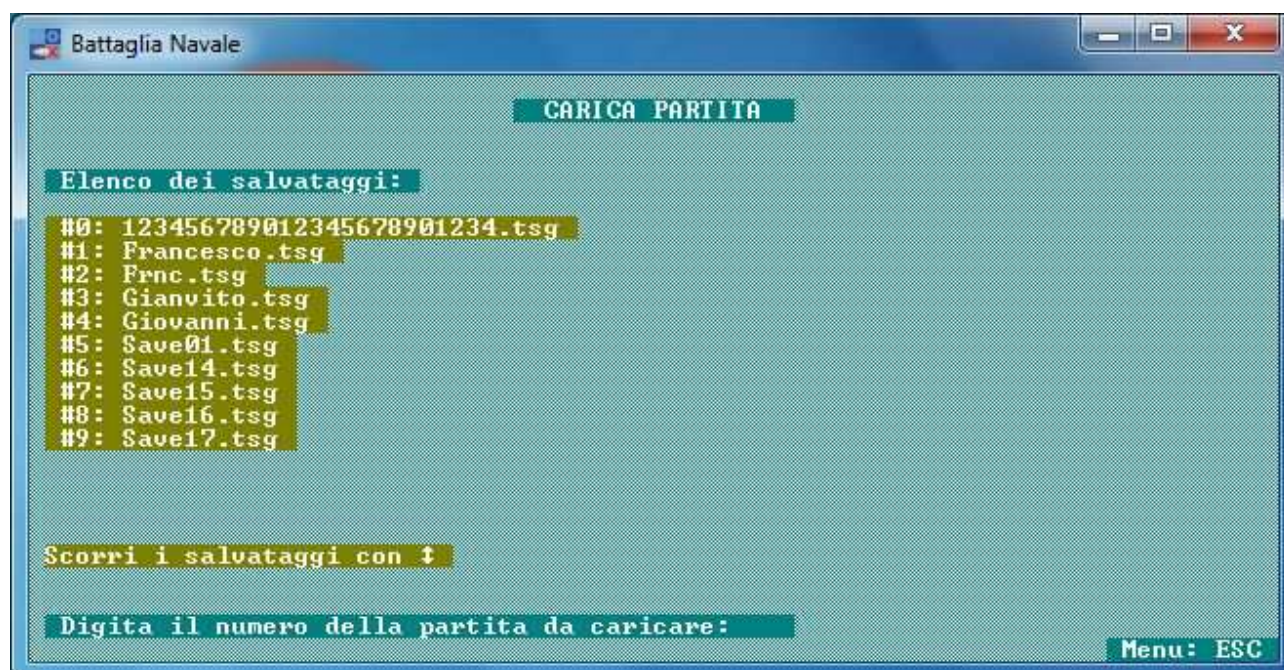 Battaglia Navale
CARICA PARTITA
Elenco dei salvataggi:
#0: 123456789012345678901234.tsg
#1: Francesco.tsg
#2: Frnc.tsg
#3: Gianvito.tsg
#4: Giovanni.tsg
#5: Save01.tsg
#6: Save14.tsg
#7: Save15.tsg
#8: Save16.tsg
#9: Save17.tsg
Scorri i salvataggi con ↕
Digita il numero della partita da caricare:
Menu: ESC